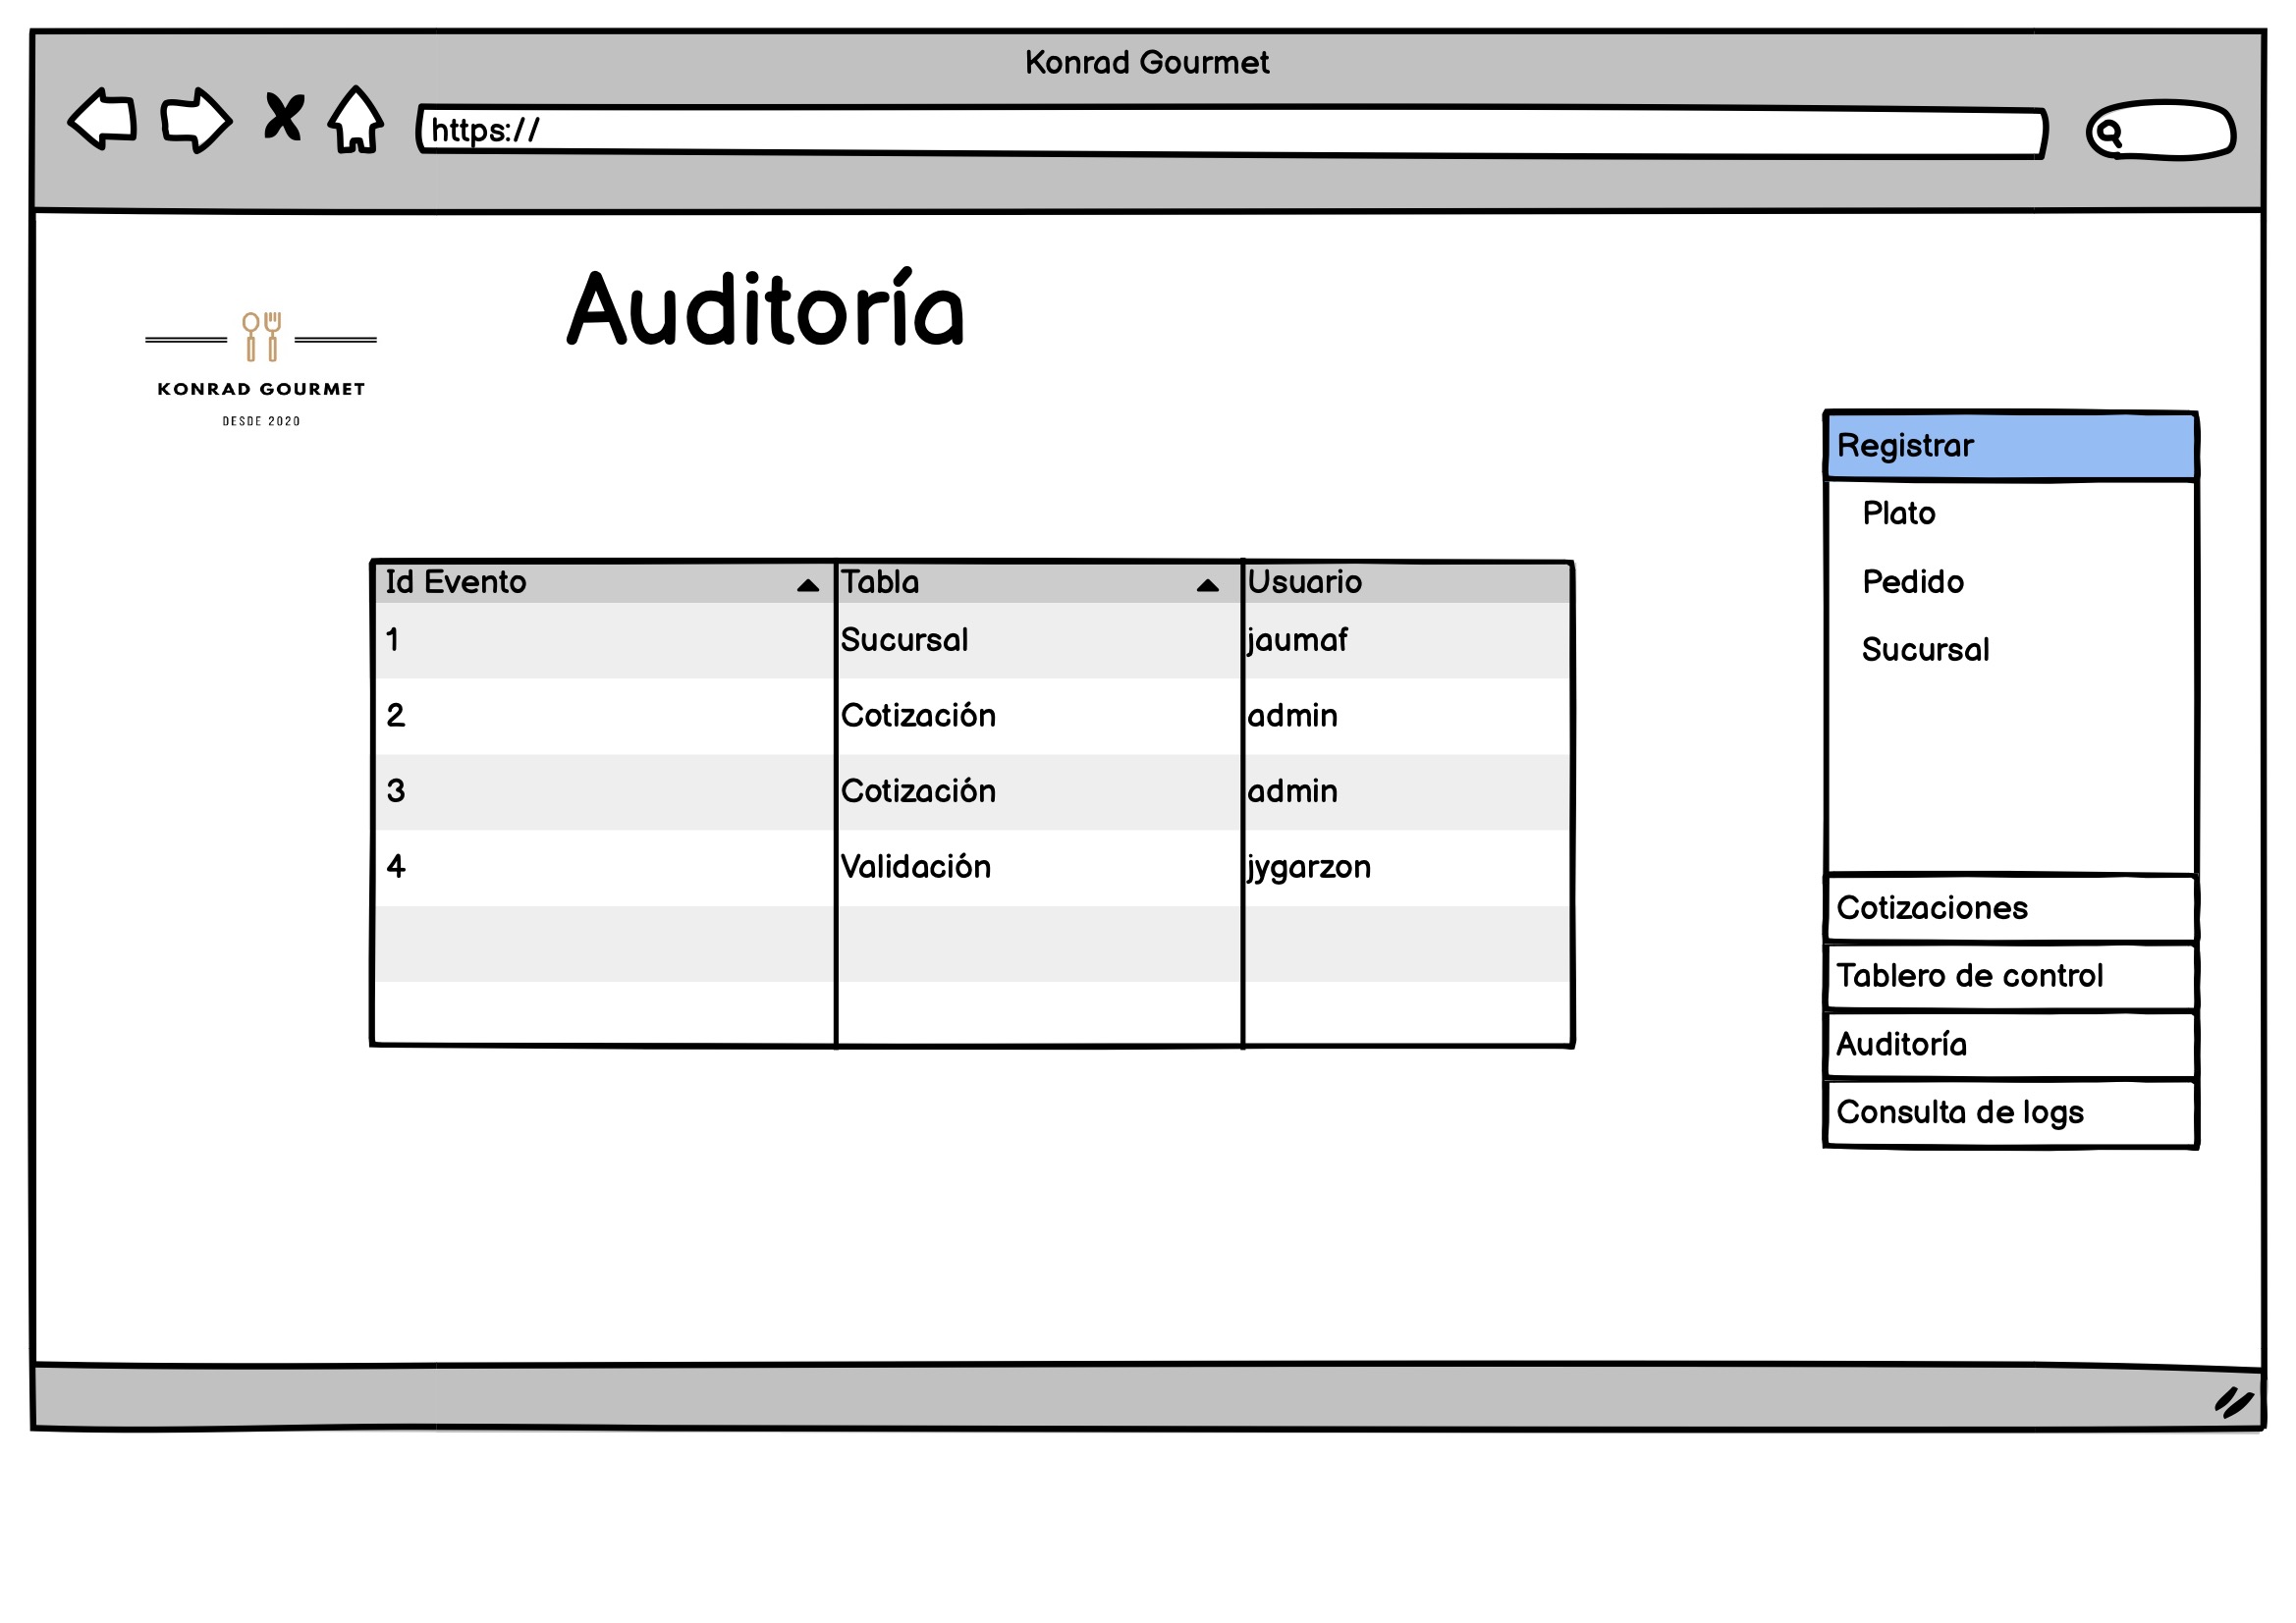 Konrad Gourmet
https://
Auditoría
KONRAD GOURMET
DESDE 2020
Id Evento Tabla Usuario
1 Sucursal jaumaf
2 Cotización admin
3 Cotización admin
4 Validación jygarzon
Registrar
Plato
Pedido
Sucursal
Cotizaciones
Tablero de control
Auditoría
Consulta de logs